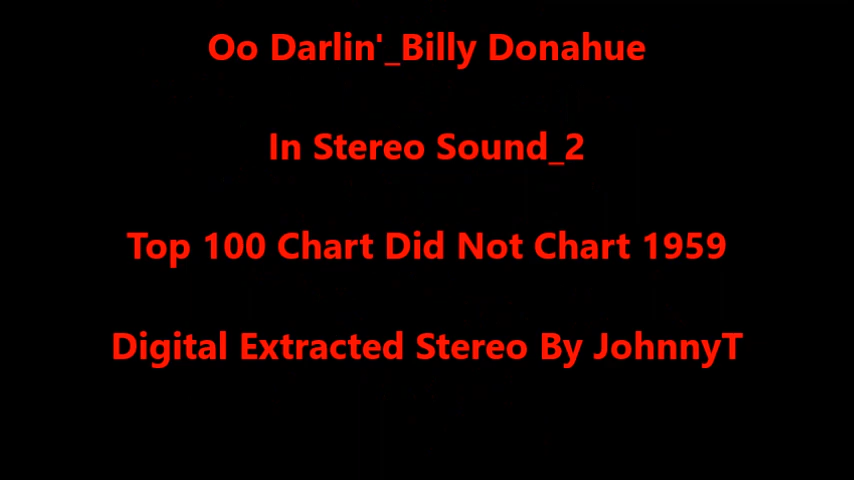 Oo Darlin'_Billy Donahue
In Stereo Sound_2
Top 100 Chart Did Not Chart 1959
Digital Extracted Stereo By JohnnyT